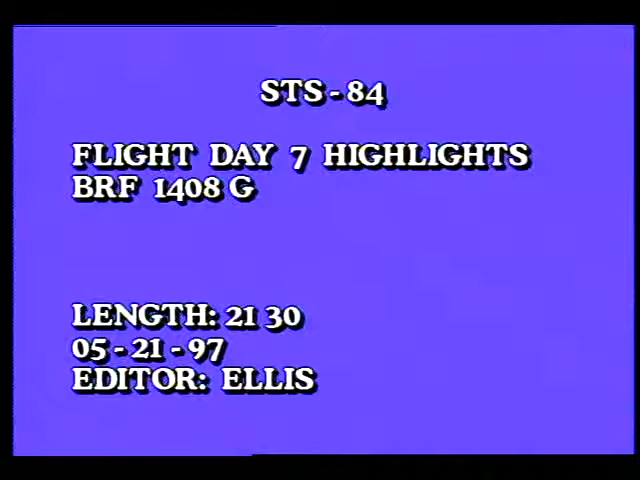 STS - 84
FLIGHT DAY 7 HIGHLIGHTS
BRF 1408 G
LENGTH: 21 30
05 - 21 - 97
EDITOR: ELLIS